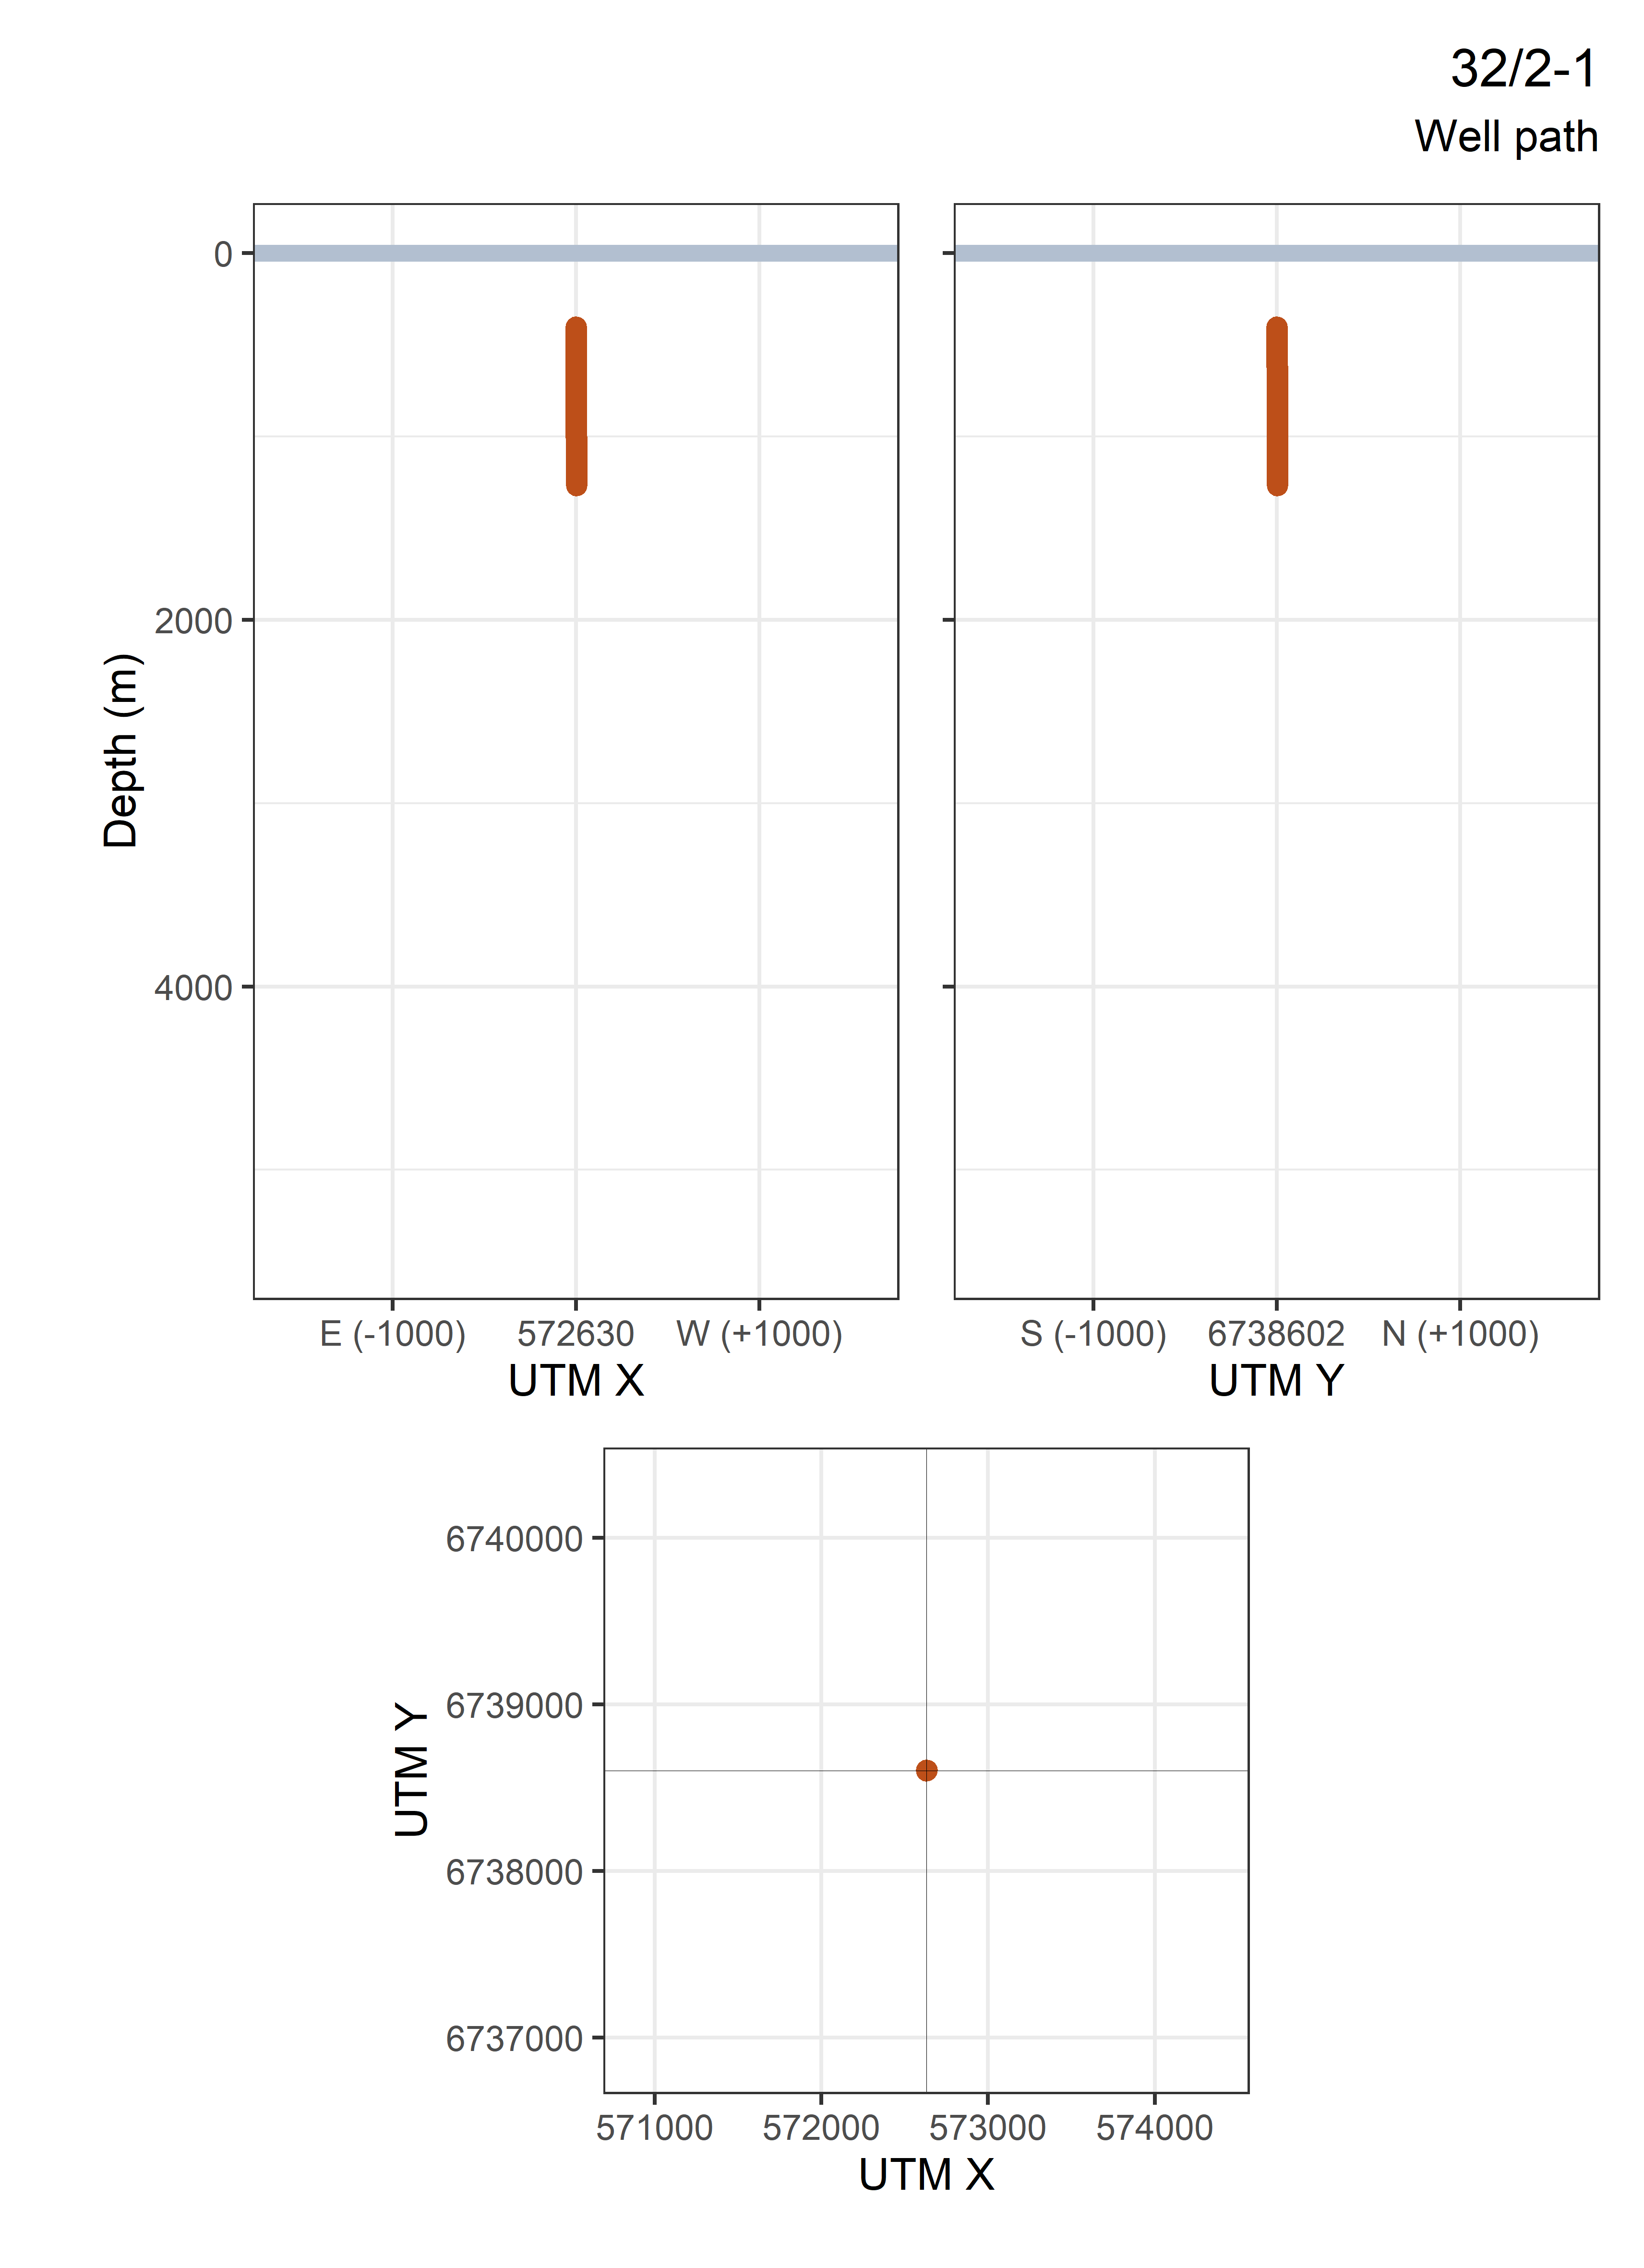 32/2-1
Well path
Depth (m)
0
2000
4000
E (-1000) 572630 W (+1000)
UTM X
S (-1000) 6738602 N (+1000)
UTM Y
UTM Y
6740000
6739000
6738000
6737000
571000 572000 573000 574000
UTM X